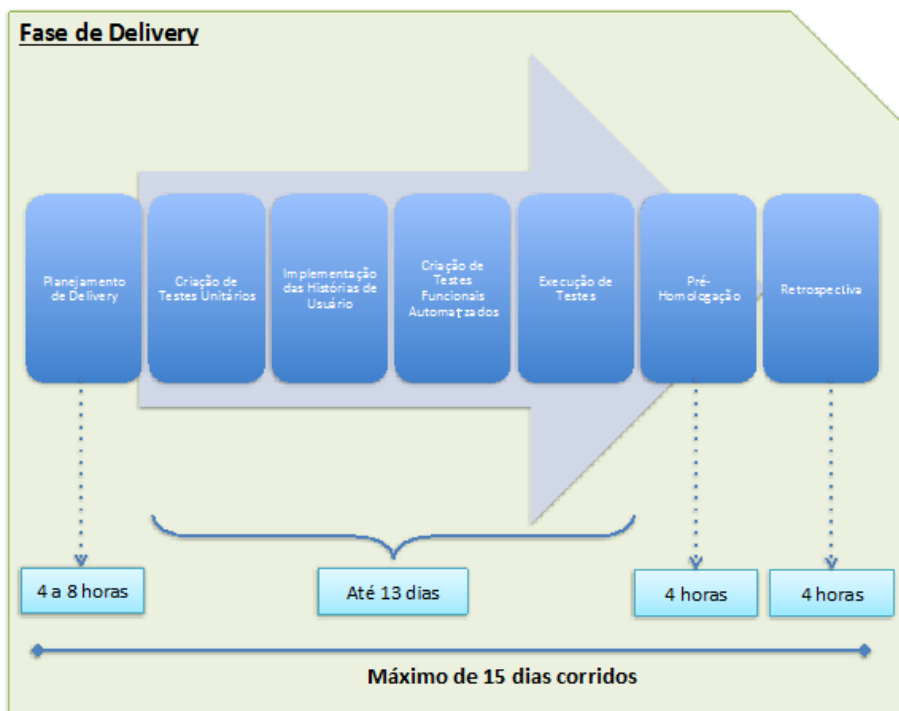 Fase de Delivery
Planejamento
de Delivery
Criação de
Testes Unitários
Implementação
das Histórias de
Usuário
Criação de
Testes
Funcionais
Automatzados
Execução de
Testes
Pré-
Homologação
Retrospectiva
4 a 8 horas
Até 13 dias
4 horas
4 horas
Máximo de 15 dias corridos